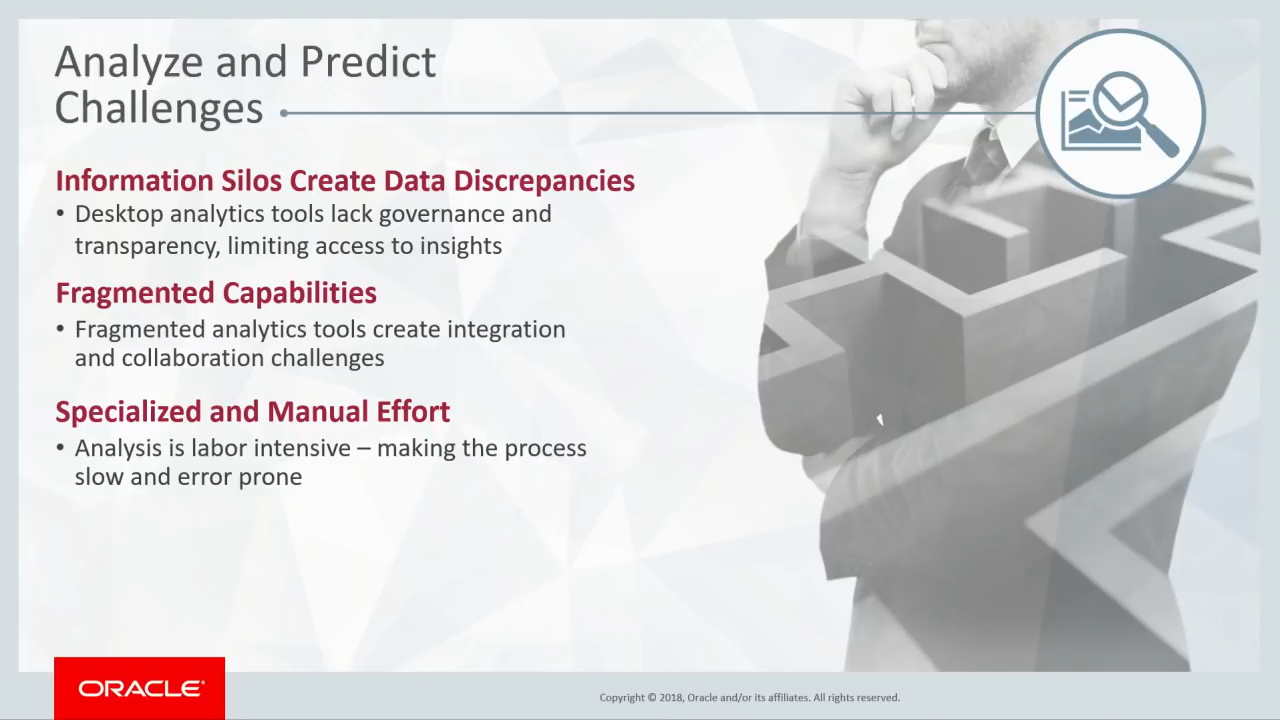 Analyze and Predict
Challenges
Information Silos Create Data Discrepancies
• Desktop analytics tools lack governance and
transparency, limiting access to insights
Fragmented Capabilities
• Fragmented analytics tools create integration
and collaboration challenges
Specialized and Manual Effort
• Analysis is labor intensive – making the process
slow and error prone
ORACLE®
Copyright © 2018, Oracle and/or its affiliates. All rights reserved.